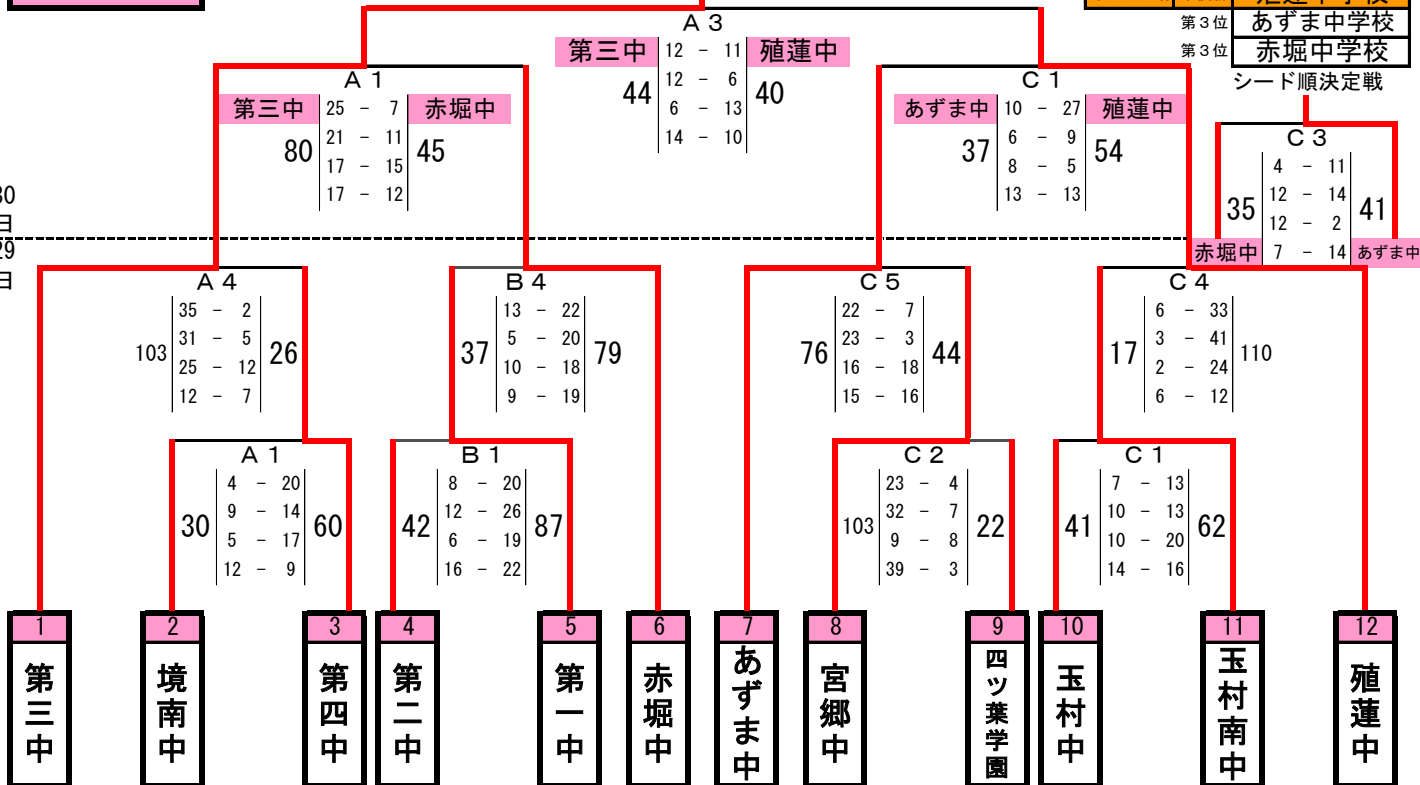 第3位 あずま中学校
第3位 赤堀中学校
シード順決定戦
A3
第三中 12 - 11 殖蓮中
44 12 - 6 40
6 - 13
14 - 10
A1
第三中 25 - 7 赤堀中
80 21 - 11 45
17 - 15
17 - 12
C1
あずま中 10 - 27 殖蓮中
37 6 - 9 54
8 - 5
13 - 13
C3
4 - 11
35 12 - 14 41
12 - 2
赤堀中 7 - 14 あずま中
30
日
29
日
A4
35 - 2
103 31 - 5 26
25 - 12
12 - 7
B4
13 - 22
37 5 - 20 79
10 - 18
9 - 19
C5
22 - 7
76 23 - 3 44
16 - 18
15 - 16
C4
6 - 33
17 3 - 41 110
2 - 24
6 - 12
A1
4 - 20
30 9 - 14 60
5 - 17
12 - 9
B1
8 - 20
42 12 - 26 87
6 - 19
16 - 22
C2
23 - 4
103 32 - 7 22
9 - 8
39 - 3
C1
7 - 13
41 10 - 13 62
10 - 20
14 - 16
1 第三中
2 境南中
3 第四中
4 第二中
5 第一中
6 赤堀中
7 あずま中
8 宮郷中
9 四ツ葉学園
10 玉村中
11 玉村南中
12 殖蓮中